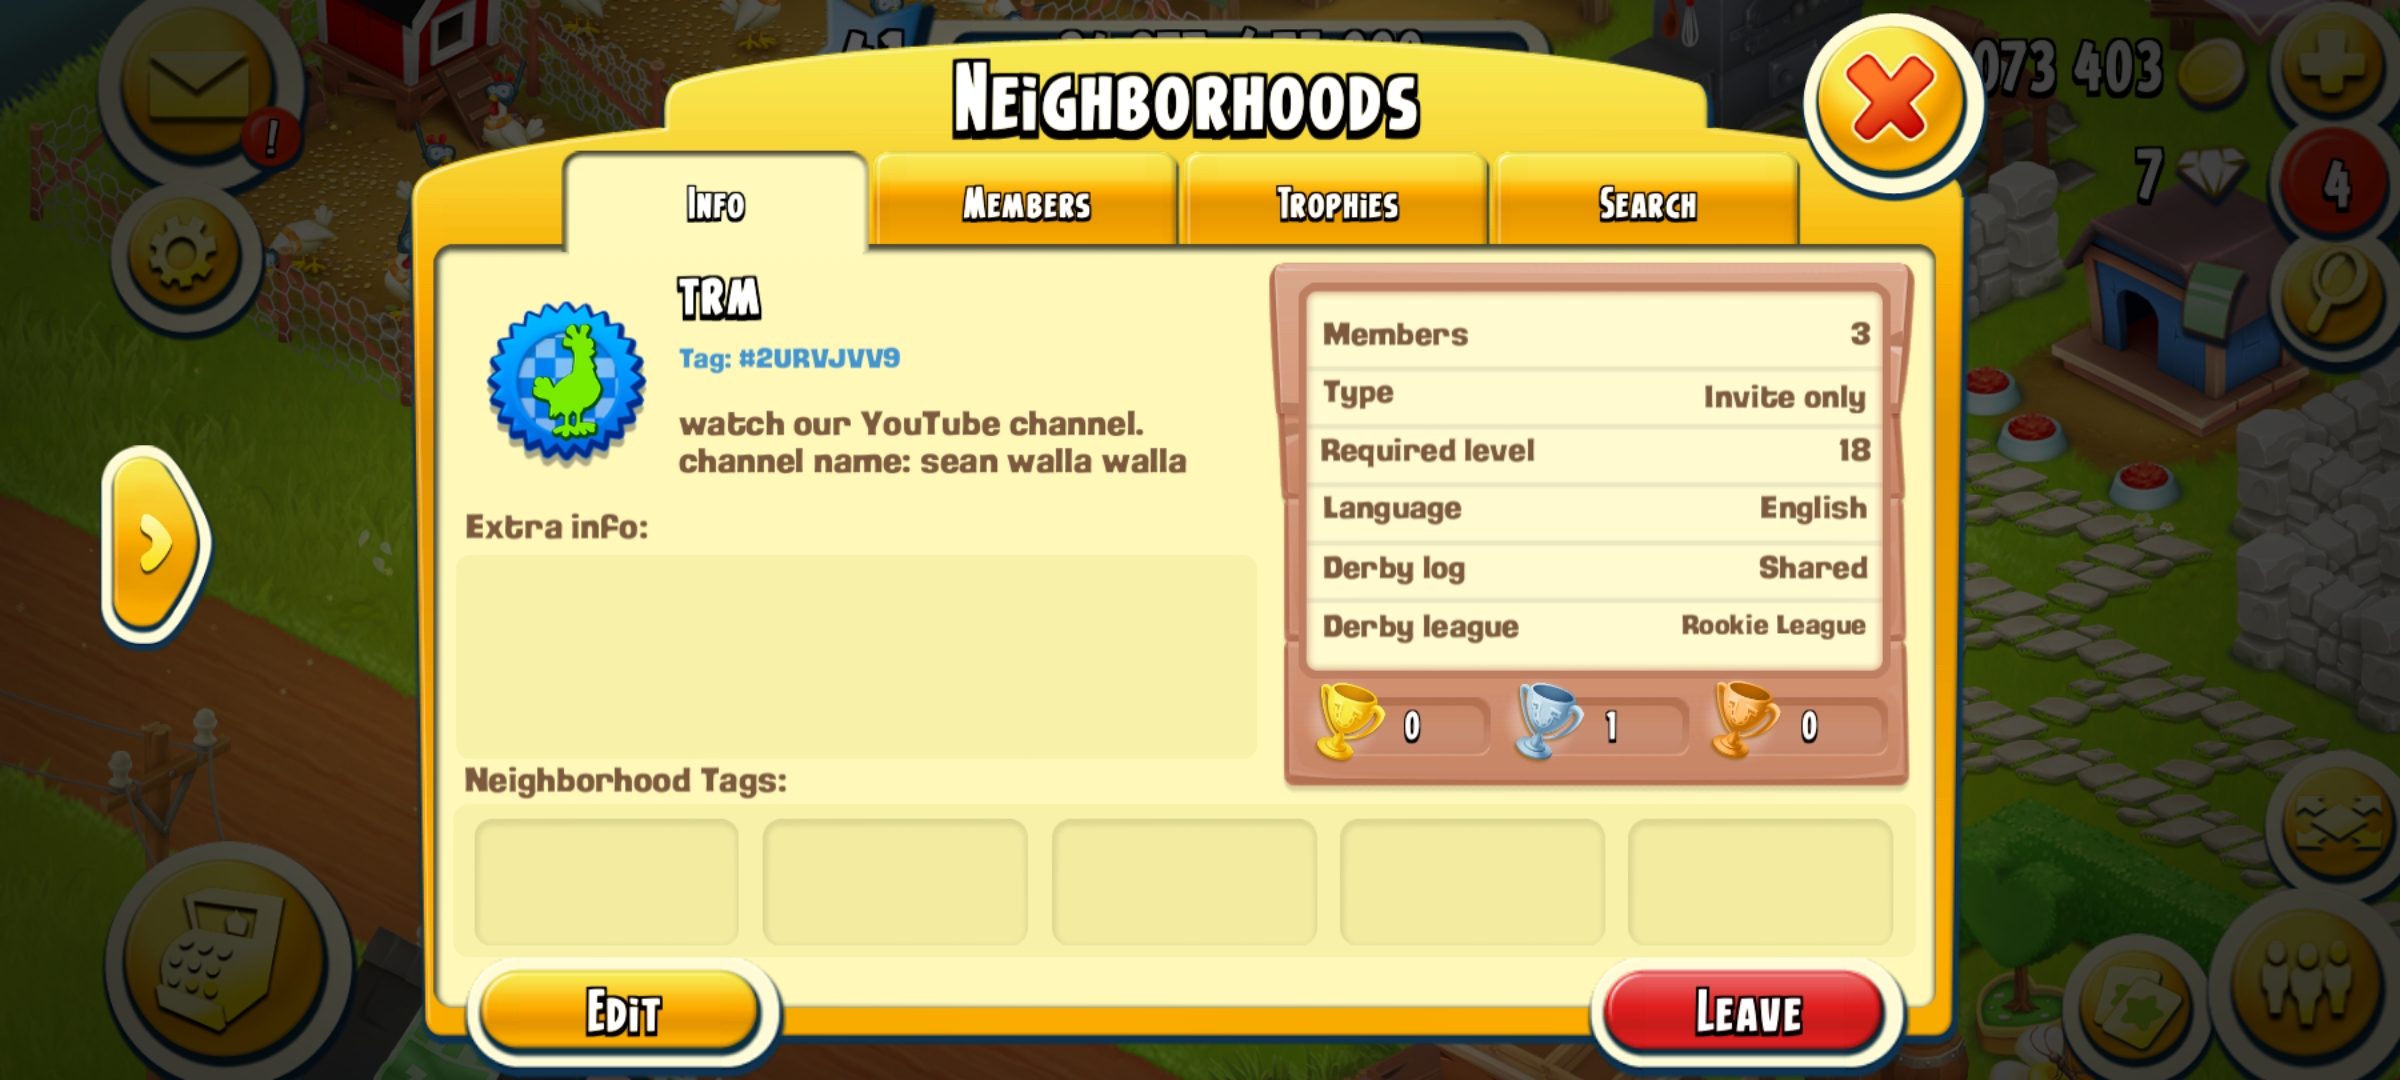 073 403
7
4
!
NEiGHBORHOODS
INFO
MEMBERS
TROPHiES
SEARCH
TRM
Tag: #2URVJVV9
watch our YouTube channel.
channel name: sean walla walla
Extra info:
Neighborhood Tags:
Members 3
Type Invite only
Required level 18
Language English
Derby log Shared
Derby league Rookie League
0 1 0
EDiT
LEAVE